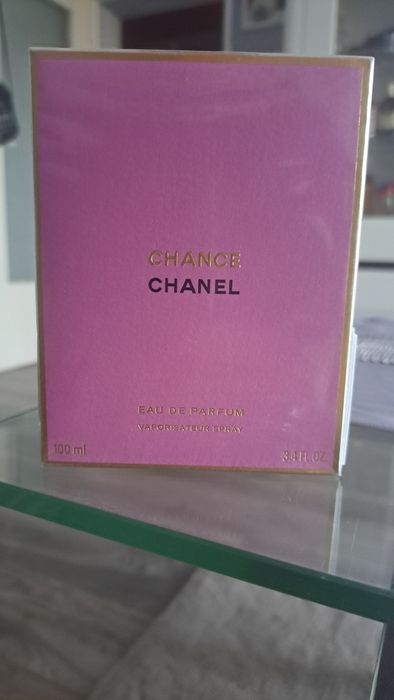 CHANCE
CHANEL
EAU DE PARFUM
VAPORISATEUR SPRAY
100 ml
3.4 FL. OZ.